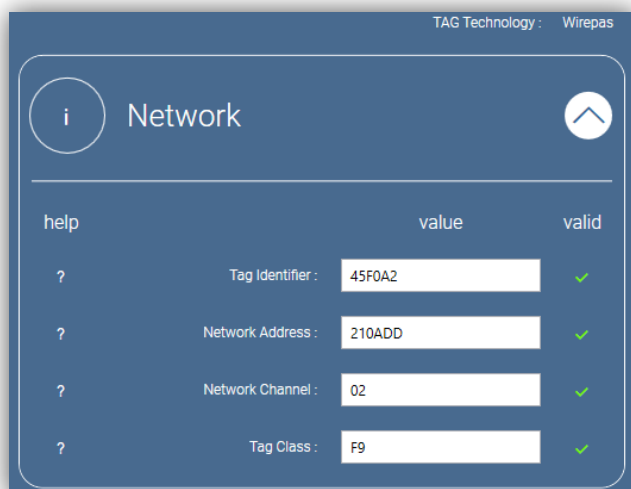 TAG Technology : Wirepas
i Network
help value valid
? Tag Identifier : 45F0A2
? Network Address : 210ADD
? Network Channel : 02
? Tag Class : F9